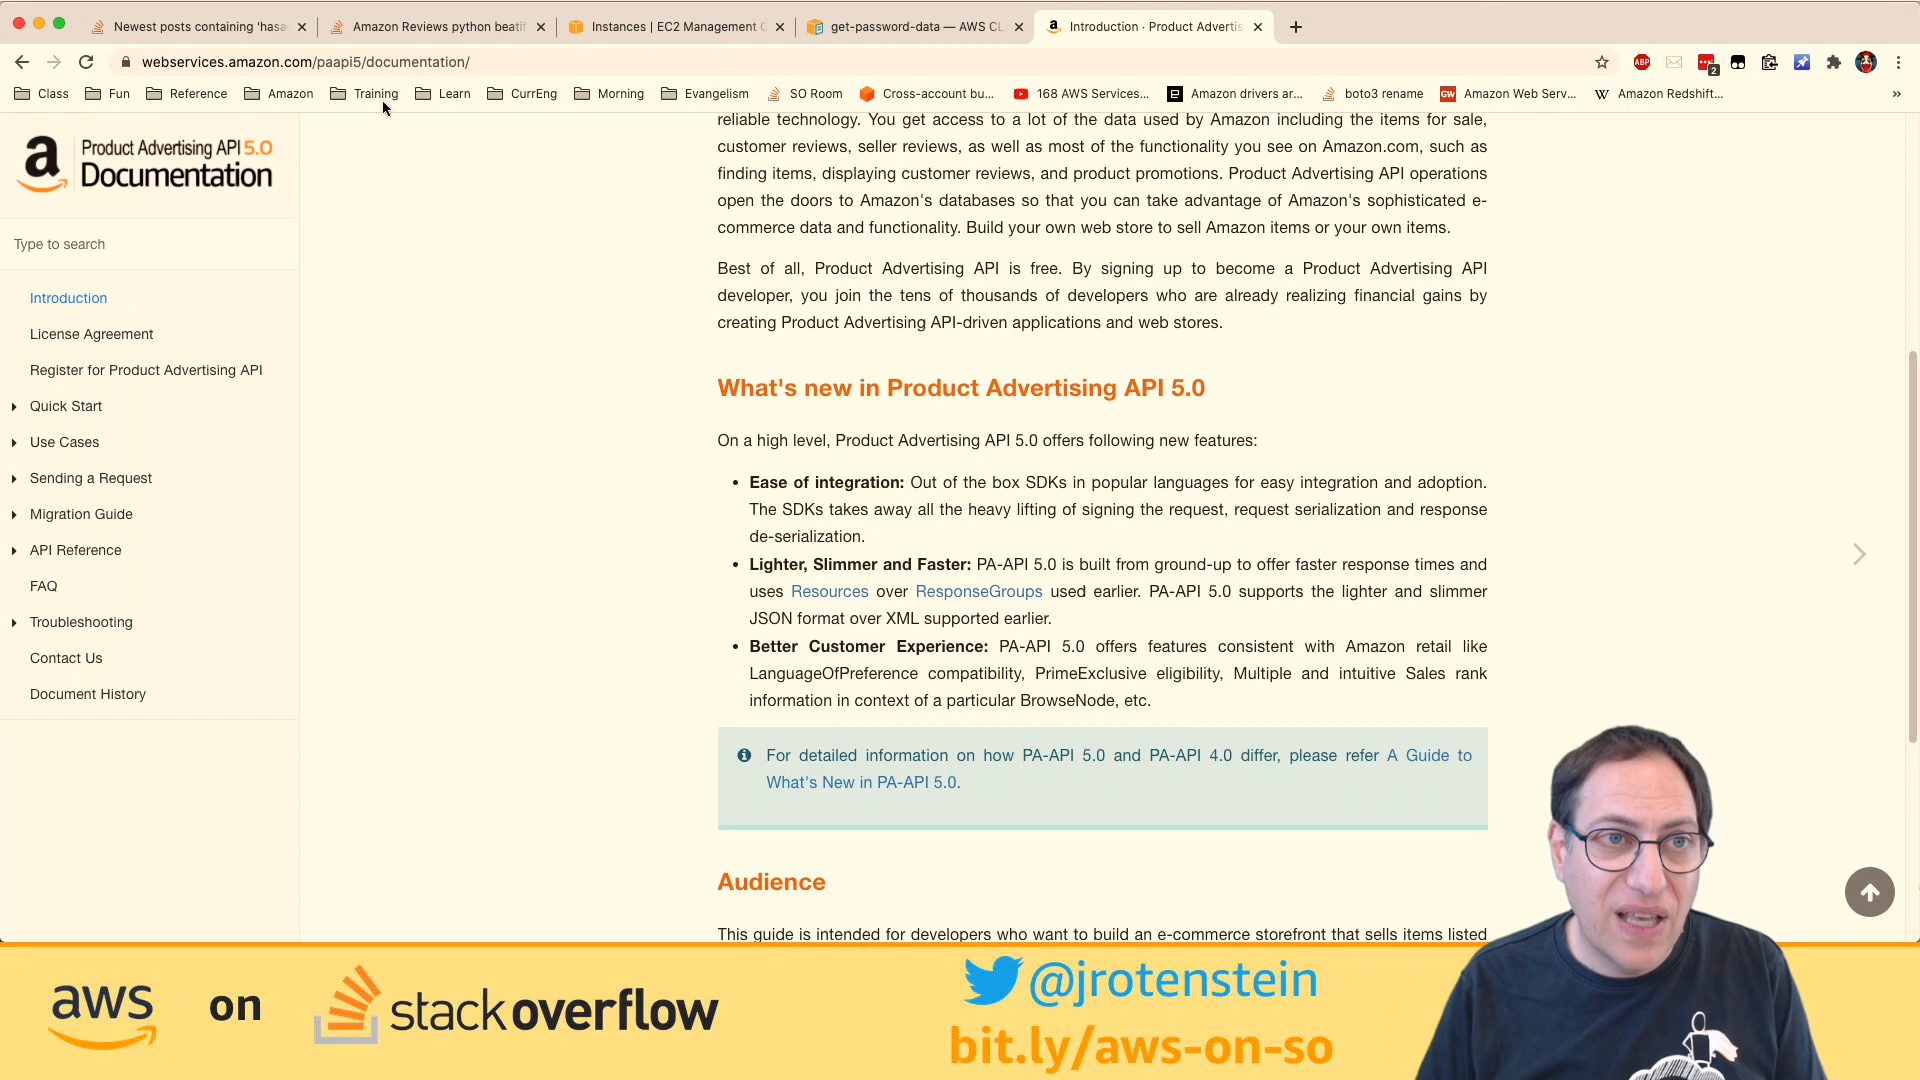 Newest posts containing 'hasa
Amazon Reviews python beatif
Instances | EC2 Management C
get-password-data — AWS CL
Introduction · Product Advertis
webservices.amazon.com/paapi5/documentation/
ABP
2
Class
Fun
Reference
Amazon
Training
Learn
CurrEng
Morning
Evangelism
SO Room
Cross-account bu...
168 AWS Services...
Amazon drivers ar...
boto3 rename
GW
Amazon Web Serv...
W
Amazon Redshift...
»
a
Product Advertising API 5.0
Documentation
Type to search
Introduction
License Agreement
Register for Product Advertising API
Quick Start
Use Cases
Sending a Request
Migration Guide
API Reference
FAQ
Troubleshooting
Contact Us
Document History
reliable technology. You get access to a lot of the data used by Amazon including the items for sale,
customer reviews, seller reviews, as well as most of the functionality you see on Amazon.com, such as
finding items, displaying customer reviews, and product promotions. Product Advertising API operations
open the doors to Amazon's databases so that you can take advantage of Amazon's sophisticated e-
commerce data and functionality. Build your own web store to sell Amazon items or your own items.
Best of all, Product Advertising API is free. By signing up to become a Product Advertising API
developer, you join the tens of thousands of developers who are already realizing financial gains by
creating Product Advertising API-driven applications and web stores.
What's new in Product Advertising API 5.0
On a high level, Product Advertising API 5.0 offers following new features:
• Ease of integration: Out of the box SDKs in popular languages for easy integration and adoption.
The SDKs takes away all the heavy lifting of signing the request, request serialization and response
de-serialization.
• Lighter, Slimmer and Faster: PA-API 5.0 is built from ground-up to offer faster response times and
uses Resources over ResponseGroups used earlier. PA-API 5.0 supports the lighter and slimmer
JSON format over XML supported earlier.
• Better Customer Experience: PA-API 5.0 offers features consistent with Amazon retail like
LanguageOfPreference compatibility, PrimeExclusive eligibility, Multiple and intuitive Sales rank
information in context of a particular BrowseNode, etc.
For detailed information on how PA-API 5.0 and PA-API 4.0 differ, please refer A Guide to
What's New in PA-API 5.0.
Audience
This guide is intended for developers who want to build an e-commerce storefront that sells items listed
aws on stackoverflow
@jrotenstein
bit.ly/aws-on-so